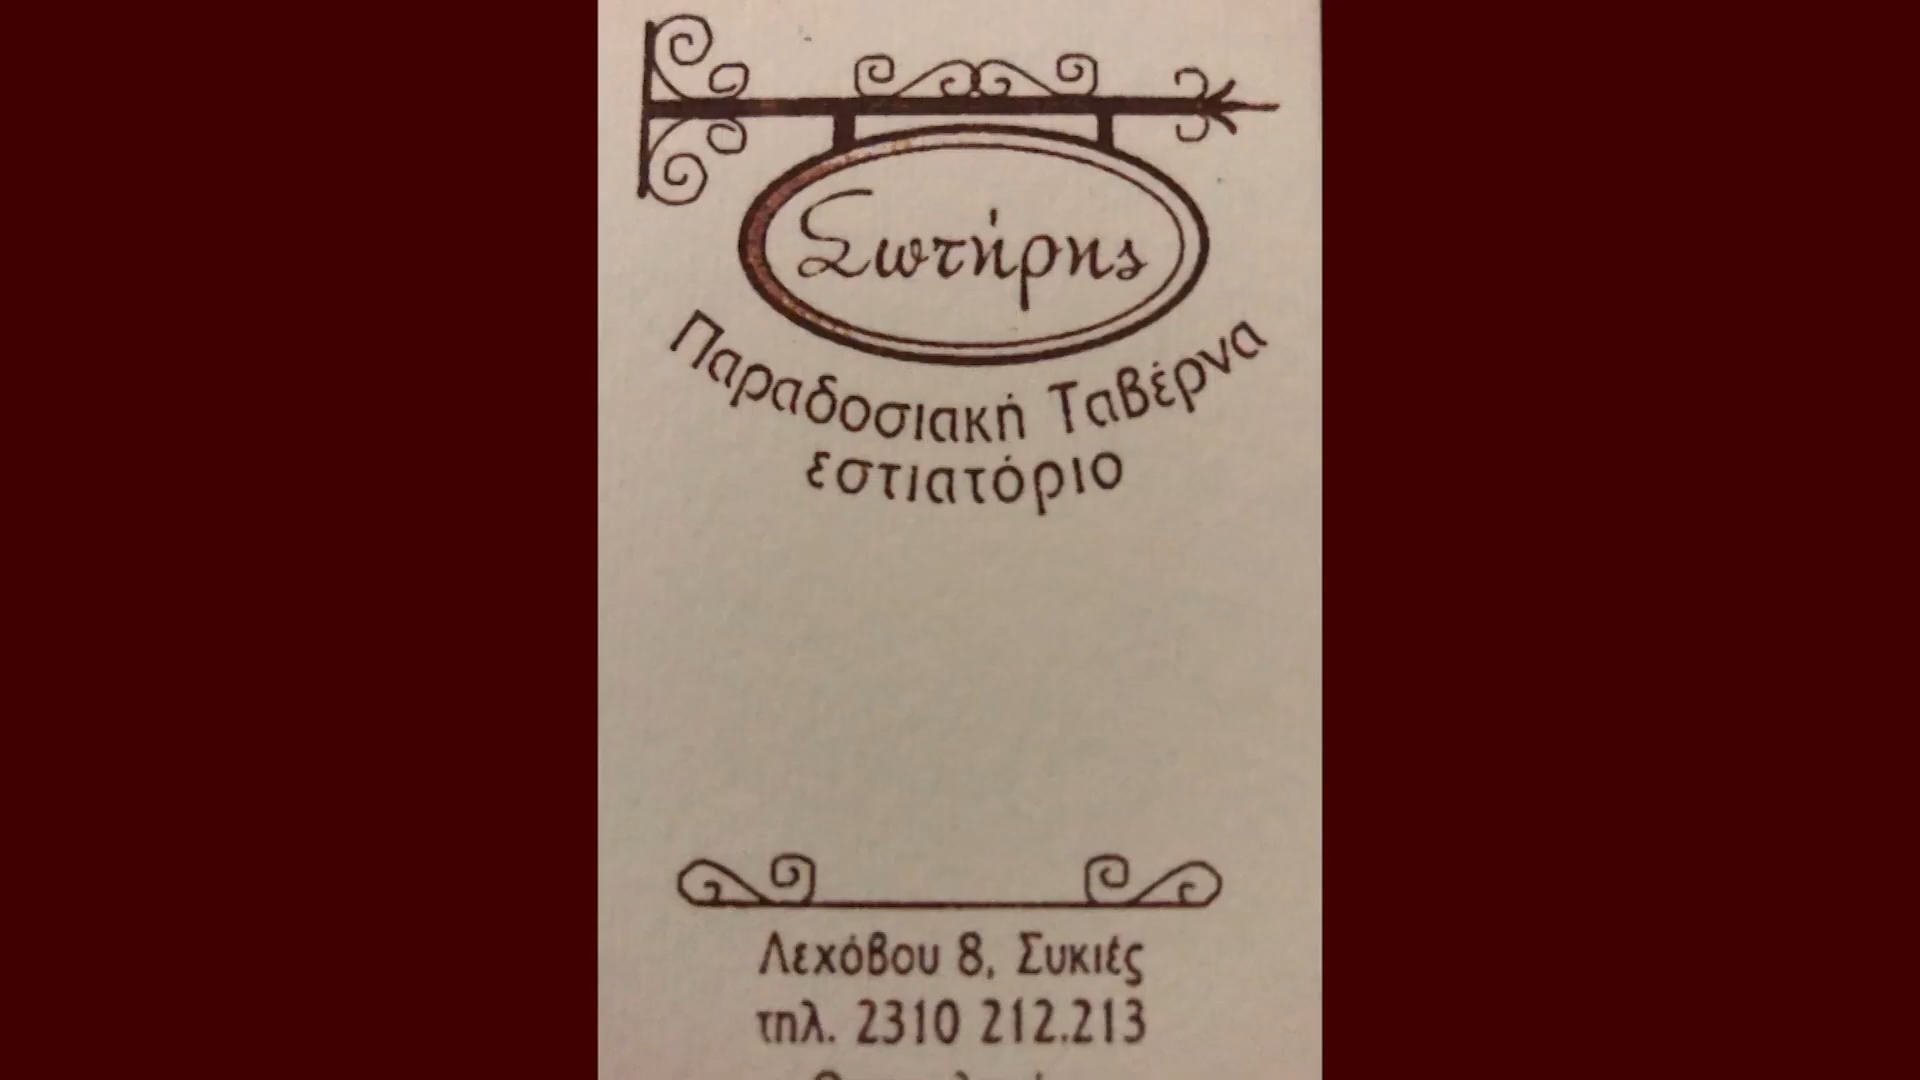 Σωτήρης
Παραδοσιακή Ταβέρνα
εστιατόριο
Λεχόβου 8, Συκιές
τηλ. 2310 212.213